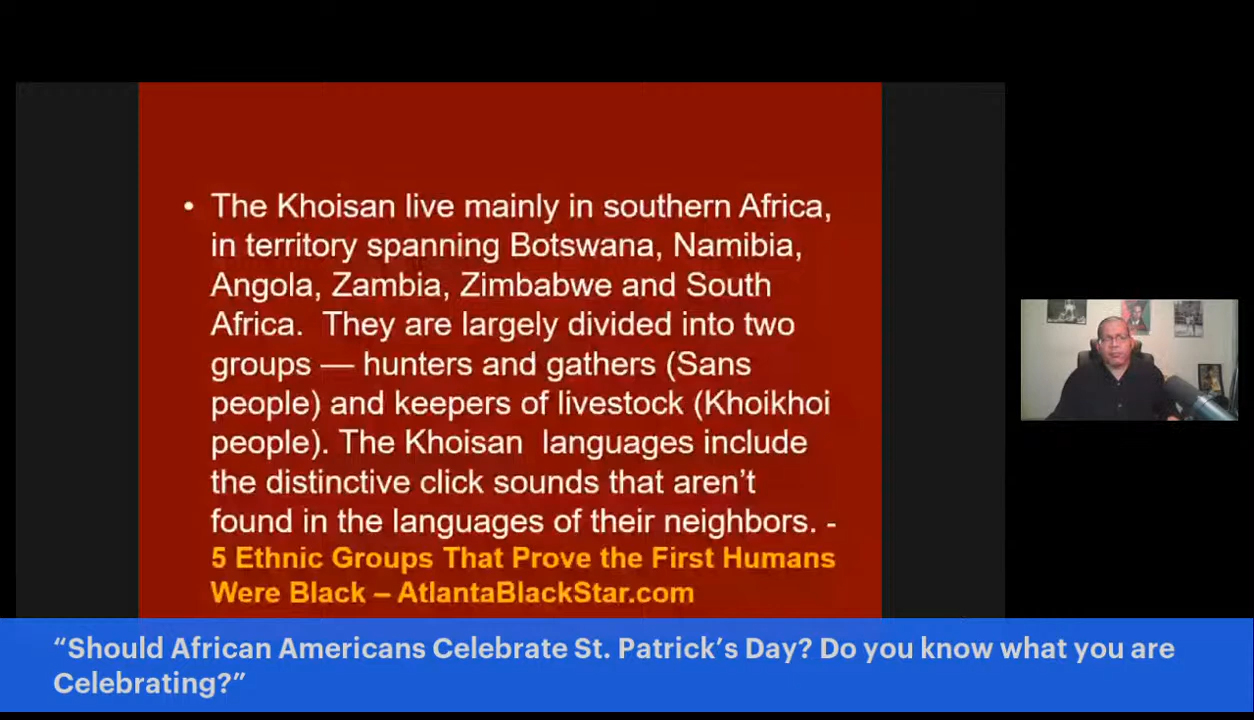 • The Khoisan live mainly in southern Africa,
in territory spanning Botswana, Namibia,
Angola, Zambia, Zimbabwe and South
Africa.  They are largely divided into two
groups — hunters and gathers (Sans
people) and keepers of livestock (Khoikhoi
people). The Khoisan  languages include
the distinctive click sounds that aren’t
found in the languages of their neighbors. -
5 Ethnic Groups That Prove the First Humans
Were Black – AtlantaBlackStar.com
“Should African Americans Celebrate St. Patrick’s Day? Do you know what you are
Celebrating?”